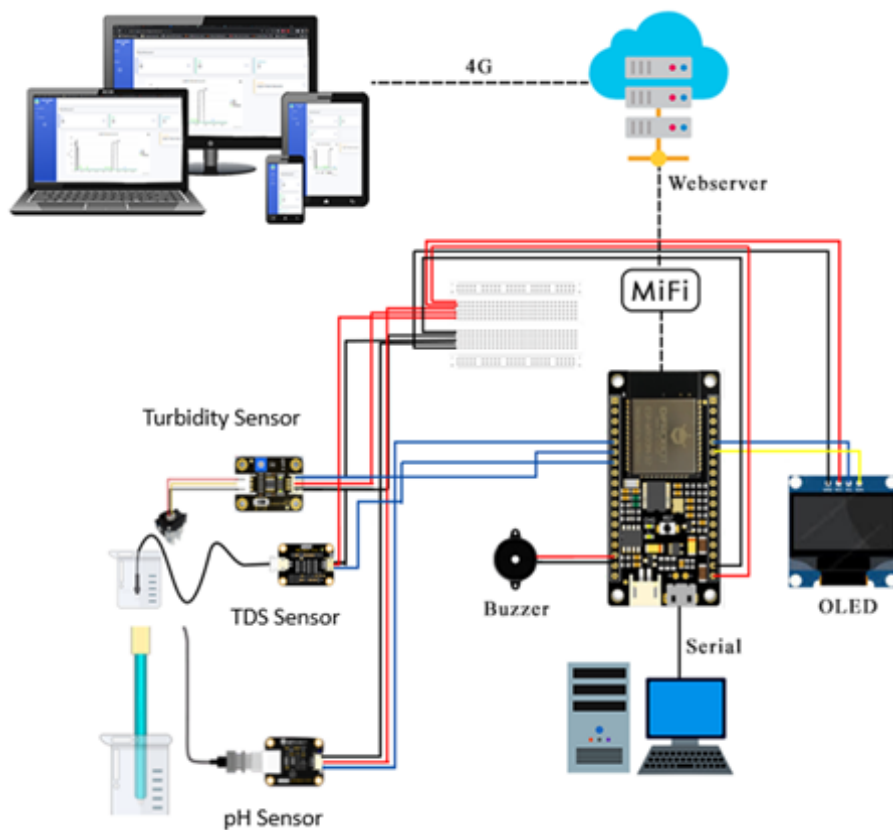 4G
Webserver
MiFi
Turbidity Sensor
TDS Sensor
Buzzer
OLED
Serial
pH Sensor